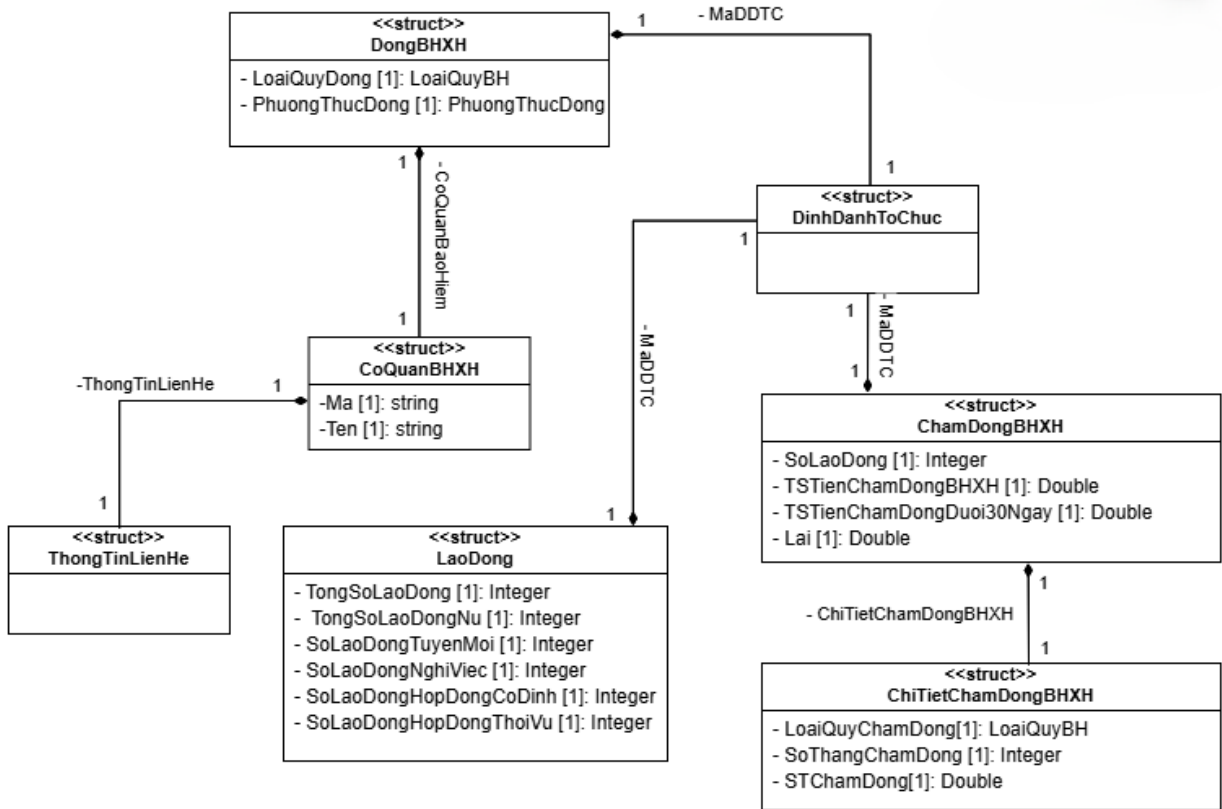 - MaDDTC
1
<<struct>>
DongBHXH
- LoaiQuyDong [1]: LoaiQuyBH
- PhuongThucDong [1]: PhuongThucDong
1
- CoQuanBaoHiem
1
1
<<struct>>
DinhDanhToChuc
1
1
- MaDDTC
1
- MaDDTC
1
<<struct>>
CoQuanBHXH
-Ma [1]: string
-Ten [1]: string
-ThongTinLienHe
1
1
<<struct>>
ThongTinLienHe
1
<<struct>>
LaoDong
- TongSoLaoDong [1]: Integer
- TongSoLaoDongNu [1]: Integer
- SoLaoDongTuyenMoi [1]: Integer
- SoLaoDongNghiViec [1]: Integer
- SoLaoDongHopDongCoDinh [1]: Integer
- SoLaoDongHopDongThoiVu [1]: Integer
<<struct>>
ChamDongBHXH
- SoLaoDong [1]: Integer
- TSTienChamDongBHXH [1]: Double
- TSTienChamDongDuoi30Ngay [1]: Double
- Lai [1]: Double
1
- ChiTietChamDongBHXH
1
<<struct>>
ChiTietChamDongBHXH
- LoaiQuyChamDong[1]: LoaiQuyBH
- SoThangChamDong [1]: Integer
- STChamDong[1]: Double